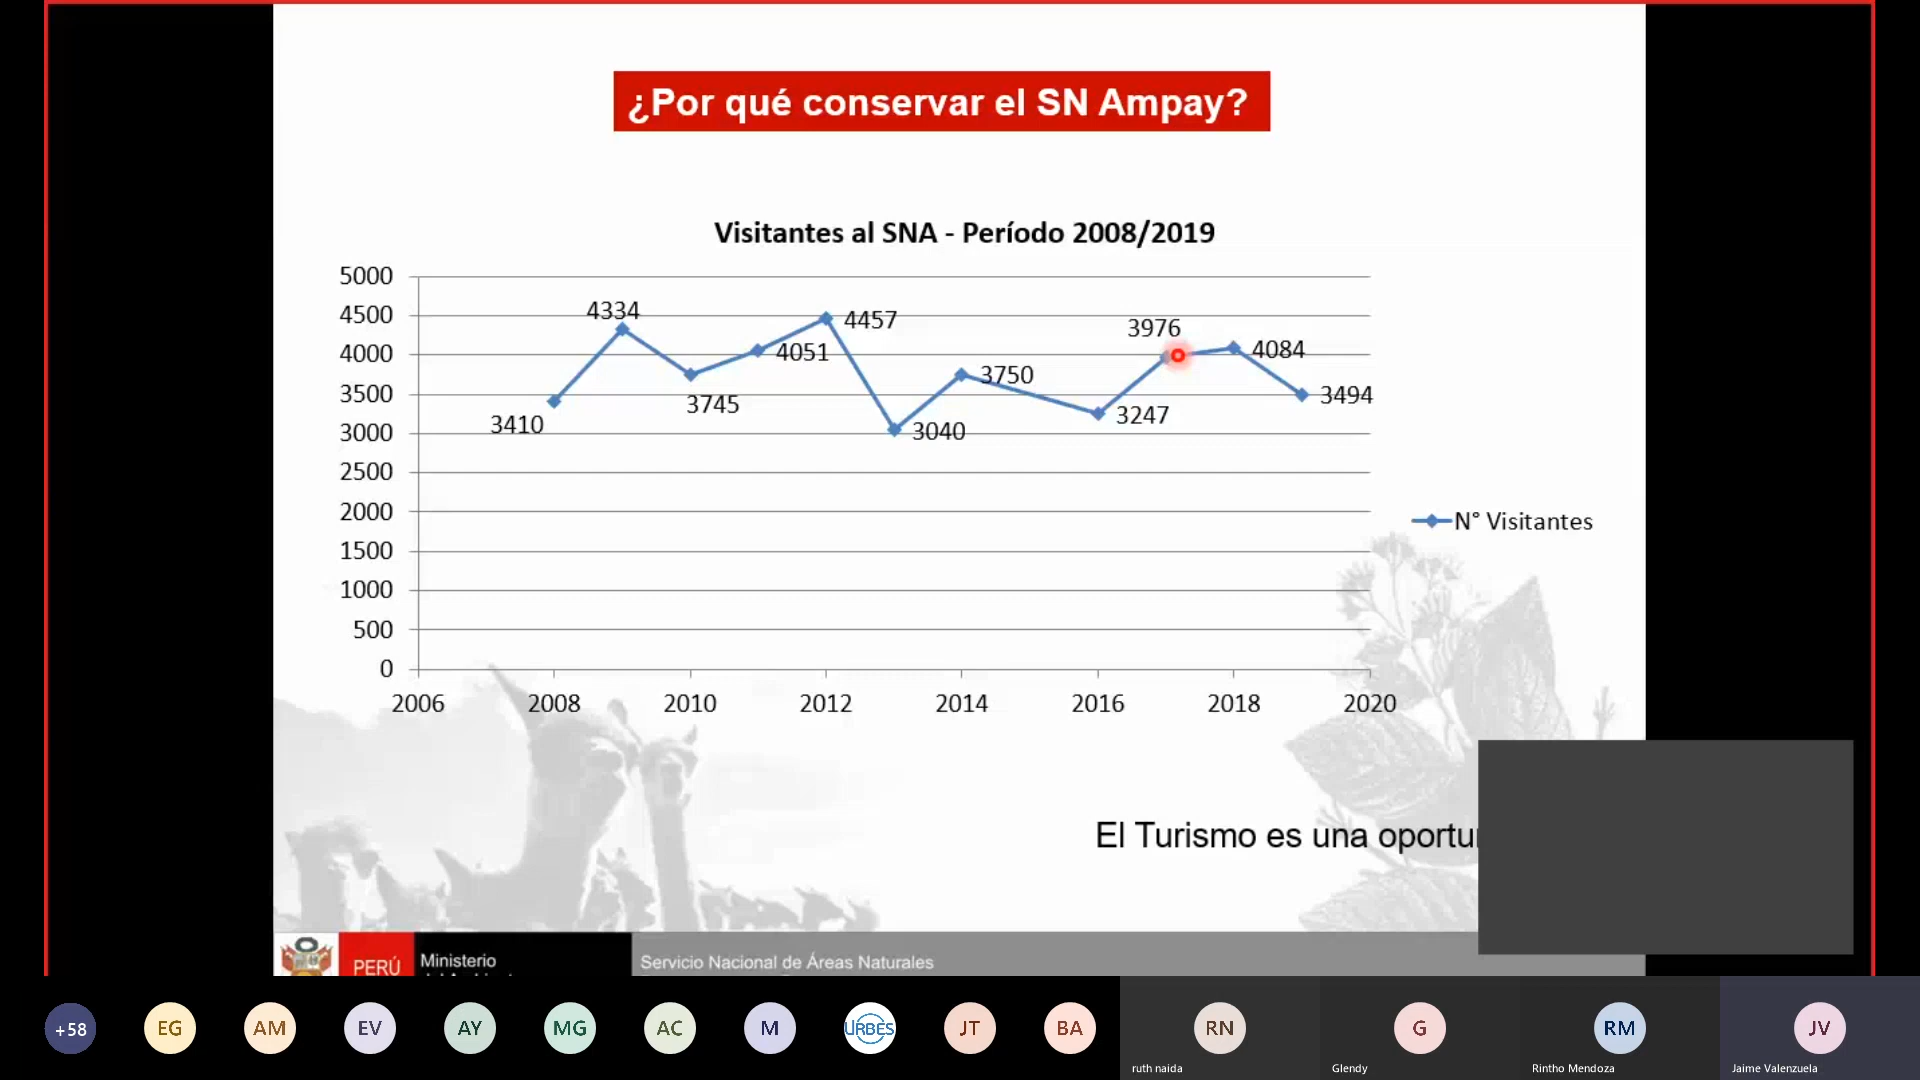 ¿Por qué conservar el SN Ampay?
Visitantes al SNA - Período 2008/2019
5000
4500
4000
3500
3000
2500
2000
1500
1000
500
0
3410
4334
3745
4051
4457
3040
3750
3247
3976
4084
3494
2006 2008 2010 2012 2014 2016 2018 2020
N° Visitantes
El Turismo es una
PERÚ
Ministerio
Servicio Nacional de Áreas Naturales
+58 EG AM EV AY MG AC M URBES JT BA RN G RM JV
ruth naida Glendy Rintho Mendoza Jaime Valenzuela